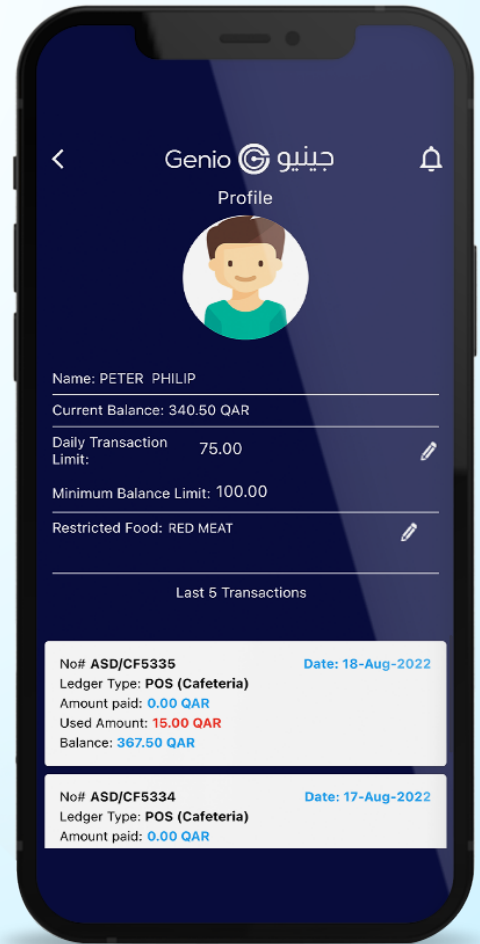 Genio G جينيو
Profile
Name: PETER PHILIP
Current Balance: 340.50 QAR
Daily Transaction Limit: 75.00
Minimum Balance Limit: 100.00
Restricted Food: RED MEAT
Last 5 Transactions
No# ASD/CF5335 Date: 18-Aug-2022
Ledger Type: POS (Cafeteria)
Amount paid: 0.00 QAR
Used Amount: 15.00 QAR
Balance: 367.50 QAR
No# ASD/CF5334 Date: 17-Aug-2022
Ledger Type: POS (Cafeteria)
Amount paid: 0.00 QAR